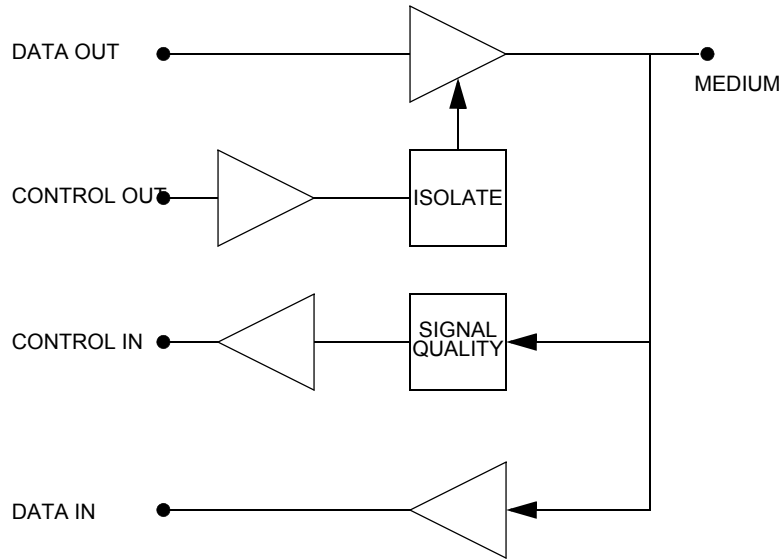 DATA OUT
MEDIUM
CONTROL OUT
ISOLATE
CONTROL IN
SIGNAL
QUALITY
DATA IN